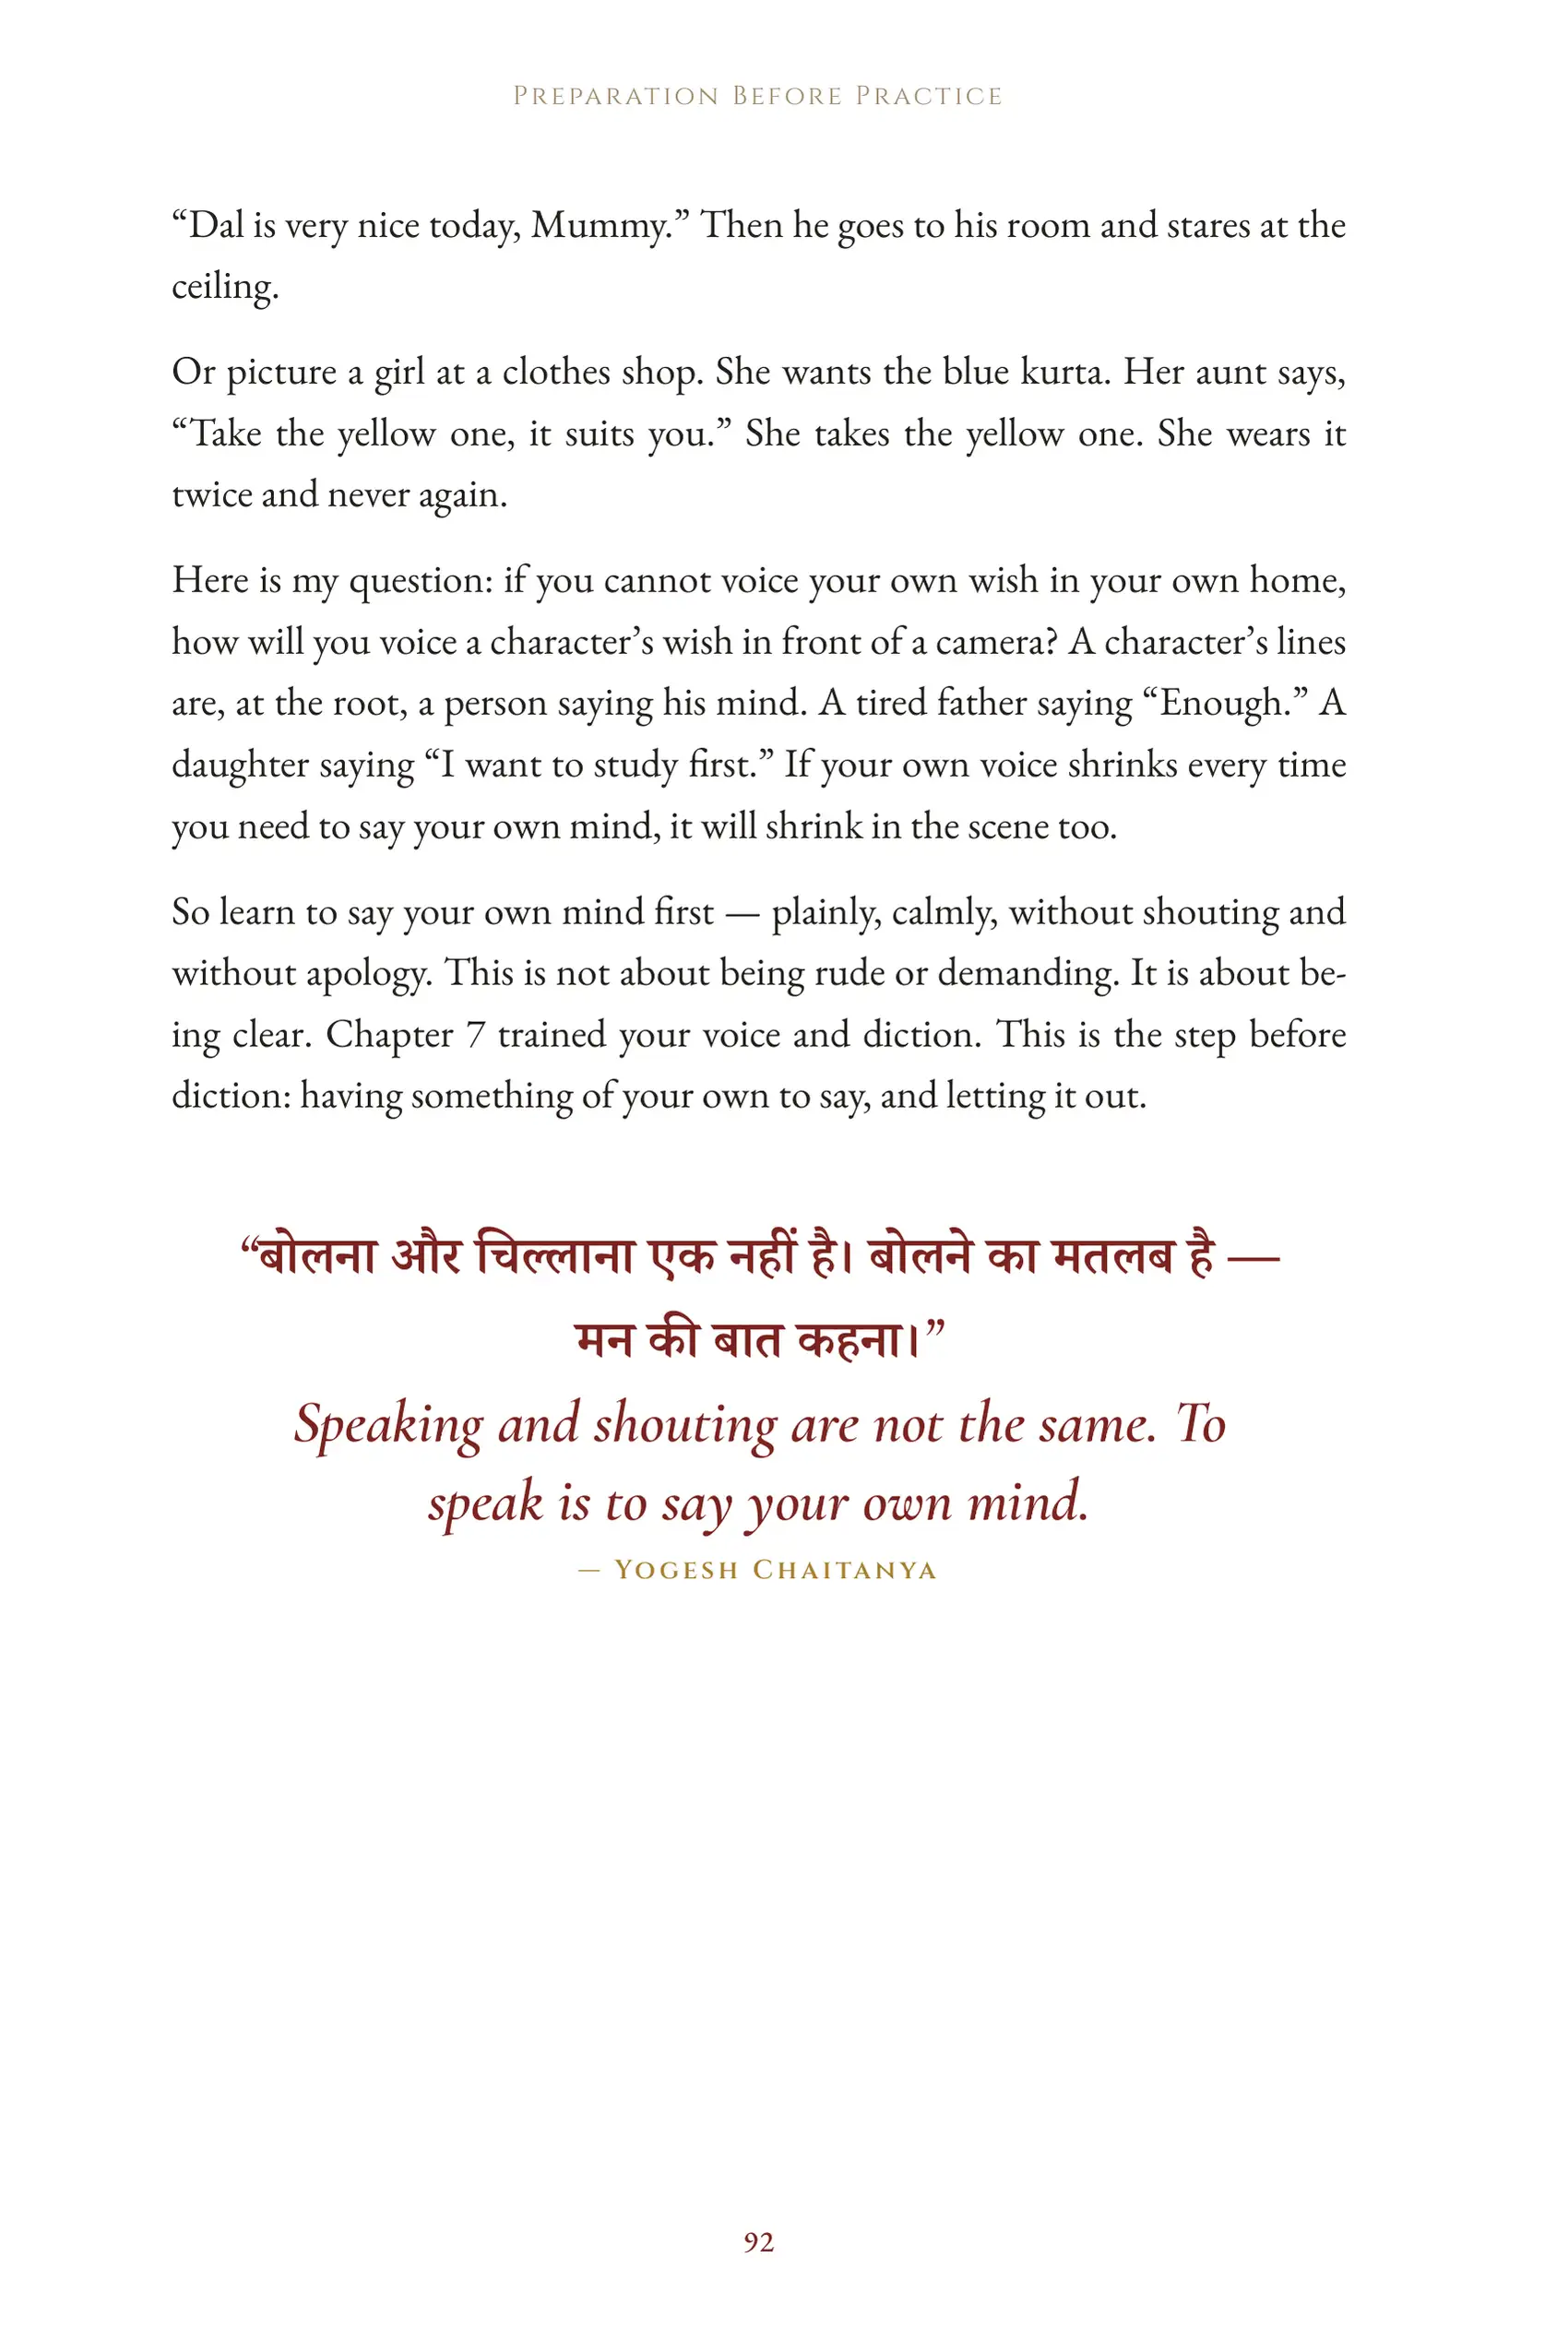 Preparation Before Practice
“Dal is very nice today, Mummy.” Then he goes to his room and stares at the
ceiling.
Or picture a girl at a clothes shop. She wants the blue kurta. Her aunt says,
“Take the yellow one, it suits you.” She takes the yellow one. She wears it
twice and never again.
Here is my question: if you cannot voice your own wish in your own home,
how will you voice a character’s wish in front of a camera? A character’s lines
are, at the root, a person saying his mind. A tired father saying “Enough.” A
daughter saying “I want to study first.” If your own voice shrinks every time
you need to say your own mind, it will shrink in the scene too.
So learn to say your own mind first — plainly, calmly, without shouting and
without apology. This is not about being rude or demanding. It is about be-
ing clear. Chapter 7 trained your voice and diction. This is the step before
diction: having something of your own to say, and letting it out.
“बोलना और चिल्लाना एक नहीं है। बोलने का मतलब है —
मन की बात कहना।”
Speaking and shouting are not the same. To
speak is to say your own mind.
— Yogesh Chaitanya
92